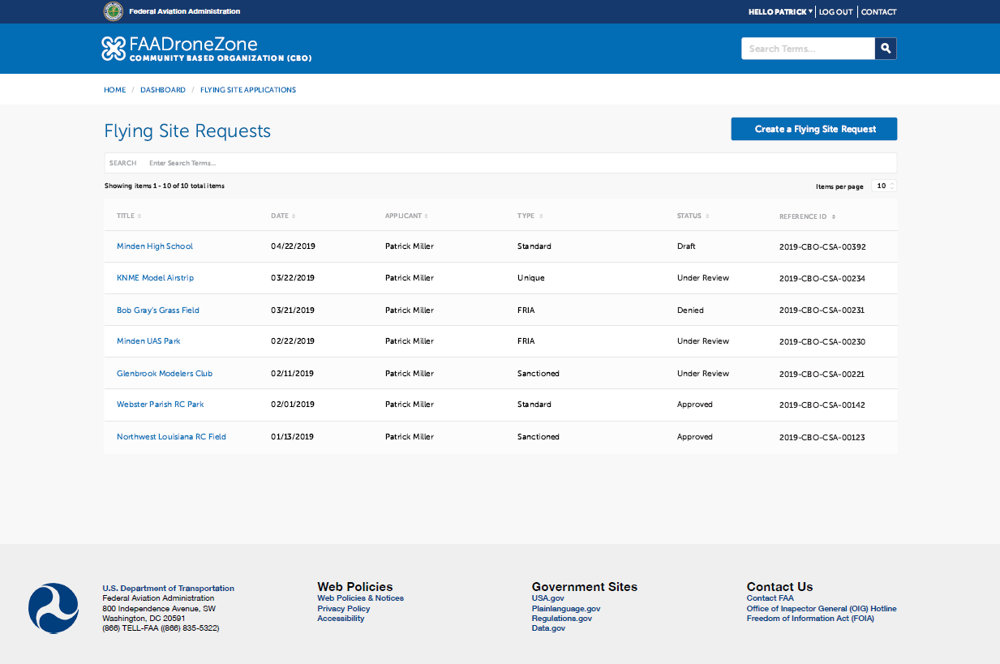 Federal Aviation Administration
HELLO PATRICK LOG OUT CONTACT
FAADroneZone
COMMUNITY BASED ORGANIZATION (CBO)
Search Terms...
HOME / DASHBOARD / FLYING SITE APPLICATIONS
Flying Site Requests
Create a Flying Site Request
SEARCH Enter Search Terms...
Showing items 1 - 10 of 10 total items
Items per page 10
TITLE DATE APPLICANT TYPE STATUS REFERENCE ID
Minden High School 04/22/2019 Patrick Miller Standard Draft 2019-CBO-CSA-00392
KNME Model Airstrip 03/22/2019 Patrick Miller Unique Under Review 2019-CBO-CSA-00234
Bob Gray's Grass Field 03/21/2019 Patrick Miller FRIA Denied 2019-CBO-CSA-00231
Minden UAS Park 02/22/2019 Patrick Miller FRIA Under Review 2019-CBO-CSA-00230
Glenbrook Modelers Club 02/11/2019 Patrick Miller Sanctioned Under Review 2019-CBO-CSA-00221
Webster Parish RC Park 02/01/2019 Patrick Miller Standard Approved 2019-CBO-CSA-00142
Northwest Louisiana RC Field 01/13/2019 Patrick Miller Sanctioned Approved 2019-CBO-CSA-00123
U.S. Department of Transportation
Federal Aviation Administration
800 Independence Avenue, SW
Washington, DC 20591
(866) TELL-FAA ((866) 835-5322)
Web Policies
Web Policies & Notices
Privacy Policy
Accessibility
Government Sites
USA.gov
Plainlanguage.gov
Regulations.gov
Data.gov
Contact Us
Contact FAA
Office of Inspector General (OIG) Hotline
Freedom of Information Act (FOIA)